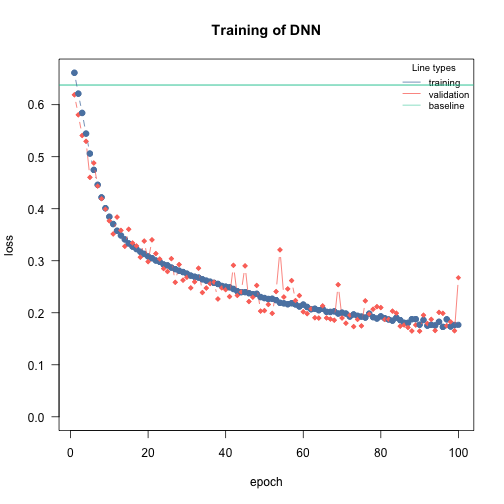 Training of DNN
Line types
training
validation
baseline
loss
0.6
0.5
0.4
0.3
0.2
0.1
0.0
0 20 40 60 80 100
epoch